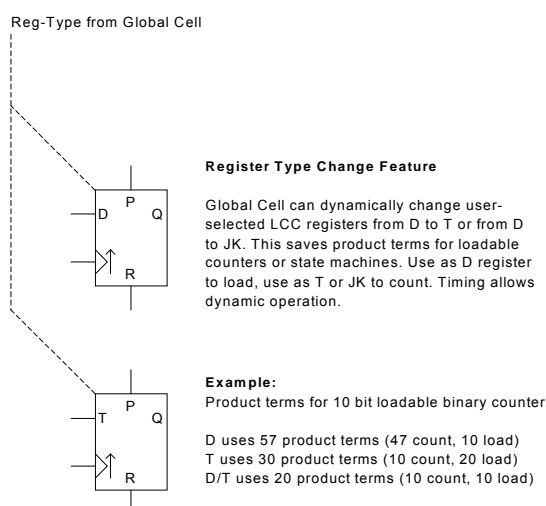 Reg-Type from Global Cell
Register Type Change Feature
P
D
Q
R
Global Cell can dynamically change user-
selected LCC registers from D to T or from D
to JK. This saves product terms for loadable
counters or state machines. Use as D register
to load, use as T or JK to count. Timing allows
dynamic operation.
Example:
P
T
Q
R
Product terms for 10 bit loadable binary counter
D uses 57 product terms (47 count, 10 load)
T uses 30 product terms (10 count, 20 load)
D/T uses 20 product terms (10 count, 10 load)